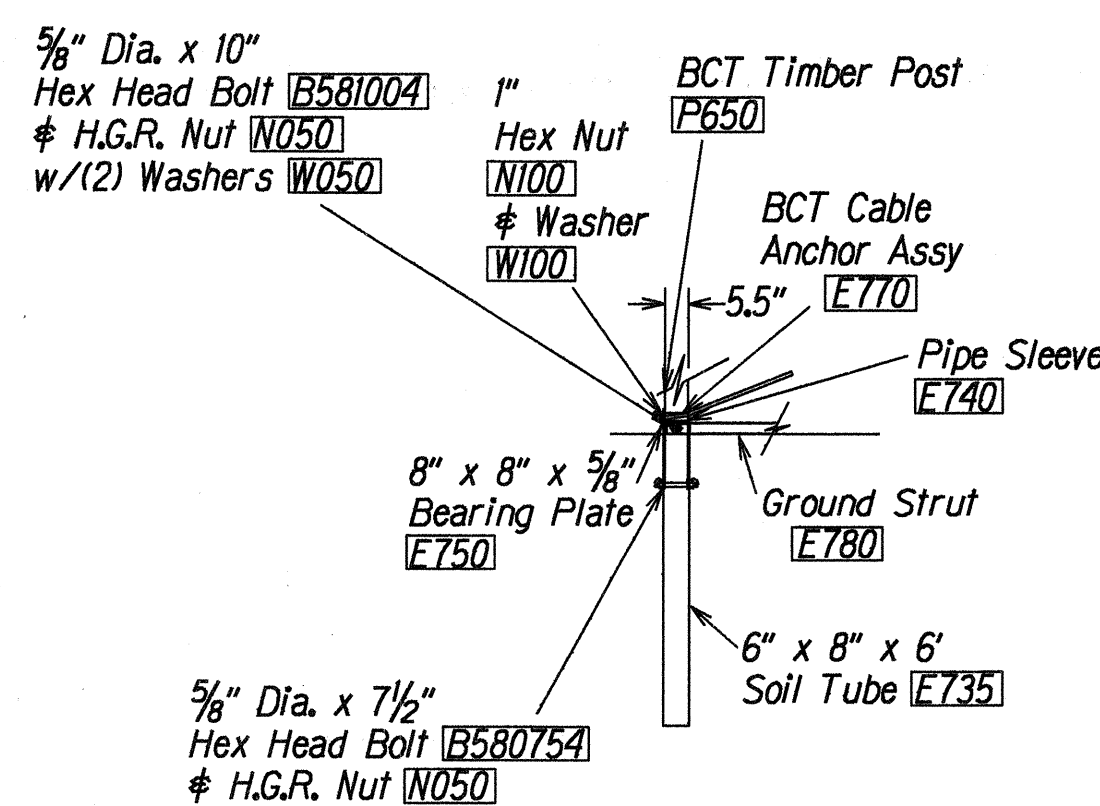 5/8" Dia. x 10"
Hex Head Bolt B581004
& H.G.R. Nut N050
w/(2) Washers W050
1"
Hex Nut
N100
& Washer
W100
BCT Timber Post
P650
BCT Cable
Anchor Assy
E770
5.5"
Pipe Sleeve
E740
8" x 8" x 5/8"
Bearing Plate
E750
Ground Strut
E780
6" x 8" x 6'
Soil Tube E735
5/8" Dia. x 7 1/2"
Hex Head Bolt B580754
& H.G.R. Nut N050